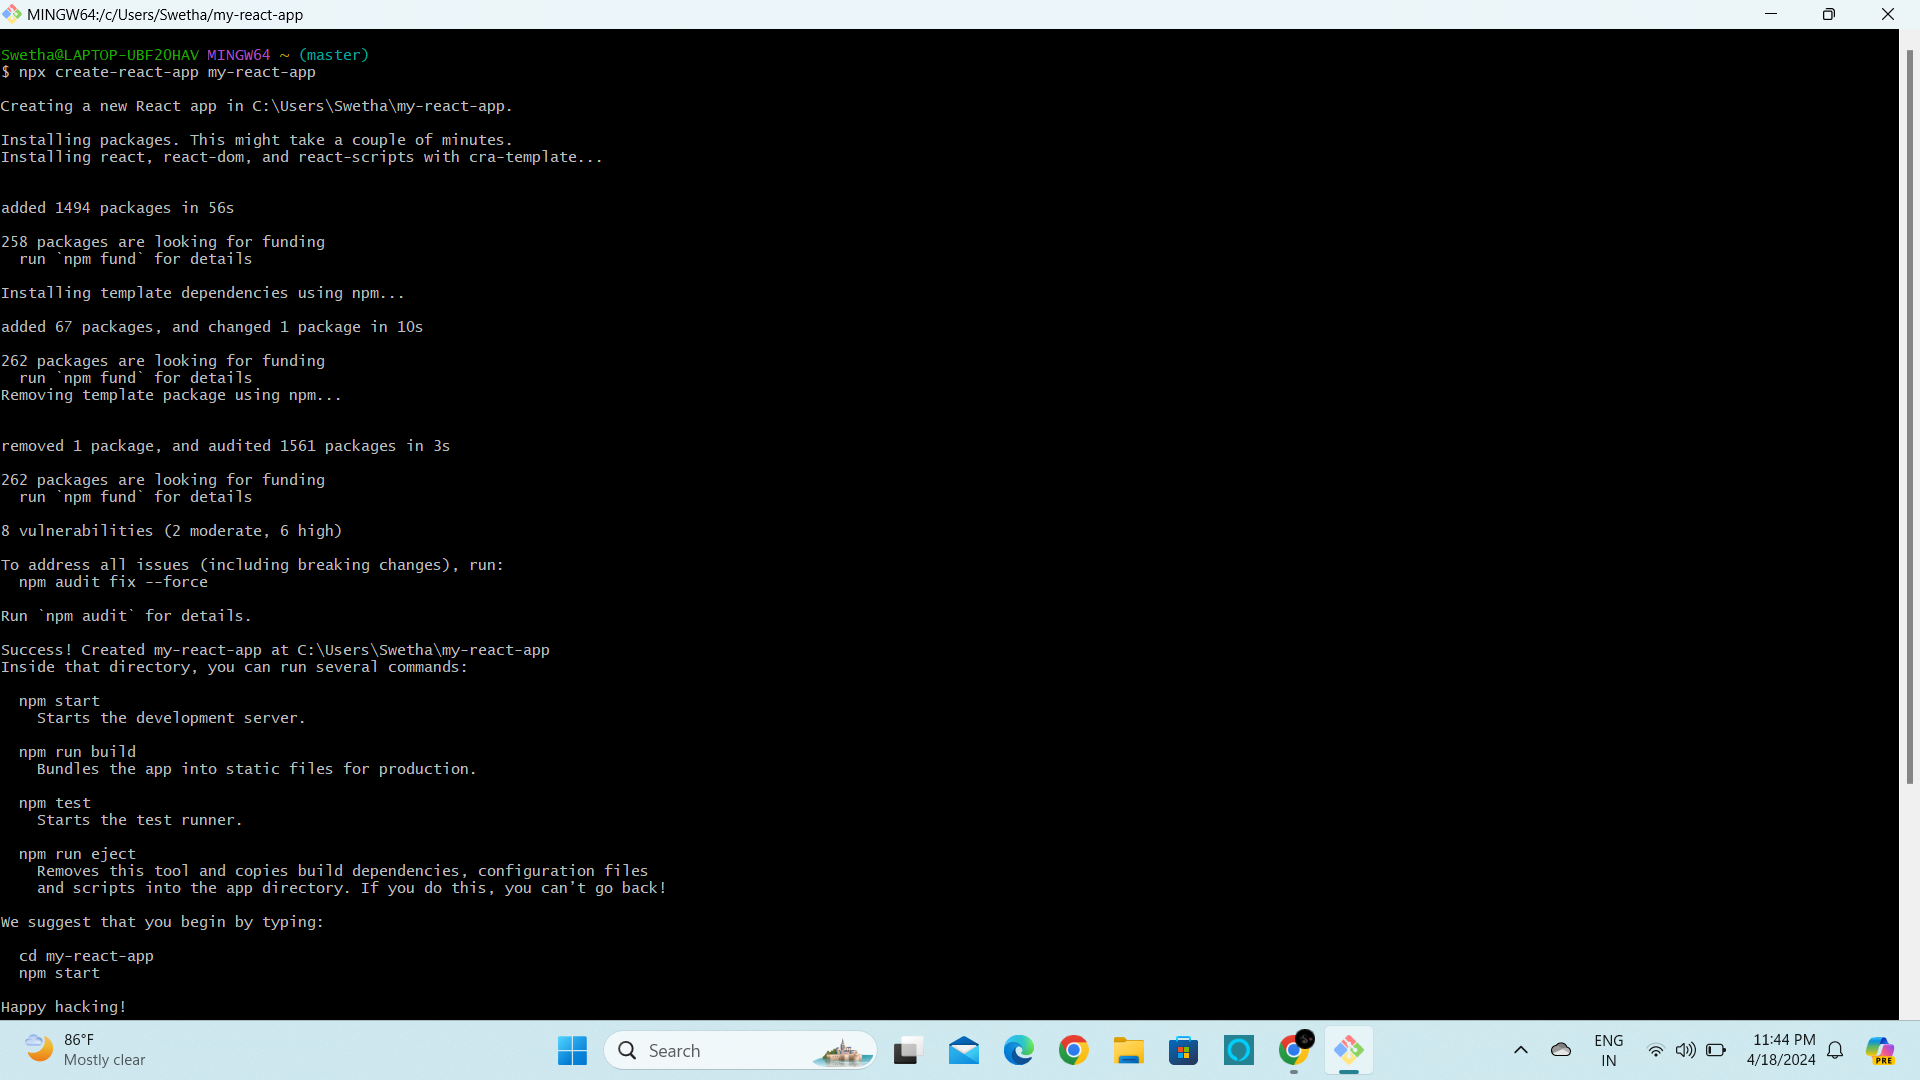 MINGW64:/c/Users/Swetha/my-react-app
Swetha@LAPTOP-UBF2OHAV MINGW64 ~ (master)
$ npx create-react-app my-react-app
Creating a new React app in C:\Users\Swetha\my-react-app.
Installing packages. This might take a couple of minutes.
Installing react, react-dom, and react-scripts with cra-template...
added 1494 packages in 56s
258 packages are looking for funding
run `npm fund` for details
Installing template dependencies using npm...
added 67 packages, and changed 1 package in 10s
262 packages are looking for funding
run `npm fund` for details
Removing template package using npm...
removed 1 package, and audited 1561 packages in 3s
262 packages are looking for funding
run `npm fund` for details
8 vulnerabilities (2 moderate, 6 high)
To address all issues (including breaking changes), run:
npm audit fix --force
Run `npm audit` for details.
Success! Created my-react-app at C:\Users\Swetha\my-react-app
Inside that directory, you can run several commands:
npm start
Starts the development server.
npm run build
Bundles the app into static files for production.
npm test
Starts the test runner.
npm run eject
Removes this tool and copies build dependencies, configuration files
and scripts into the app directory. If you do this, you can’t go back!
We suggest that you begin by typing:
cd my-react-app
npm start
Happy hacking!
86°F
Mostly clear
Search
ENG
IN
11:44 PM
4/18/2024
PRE